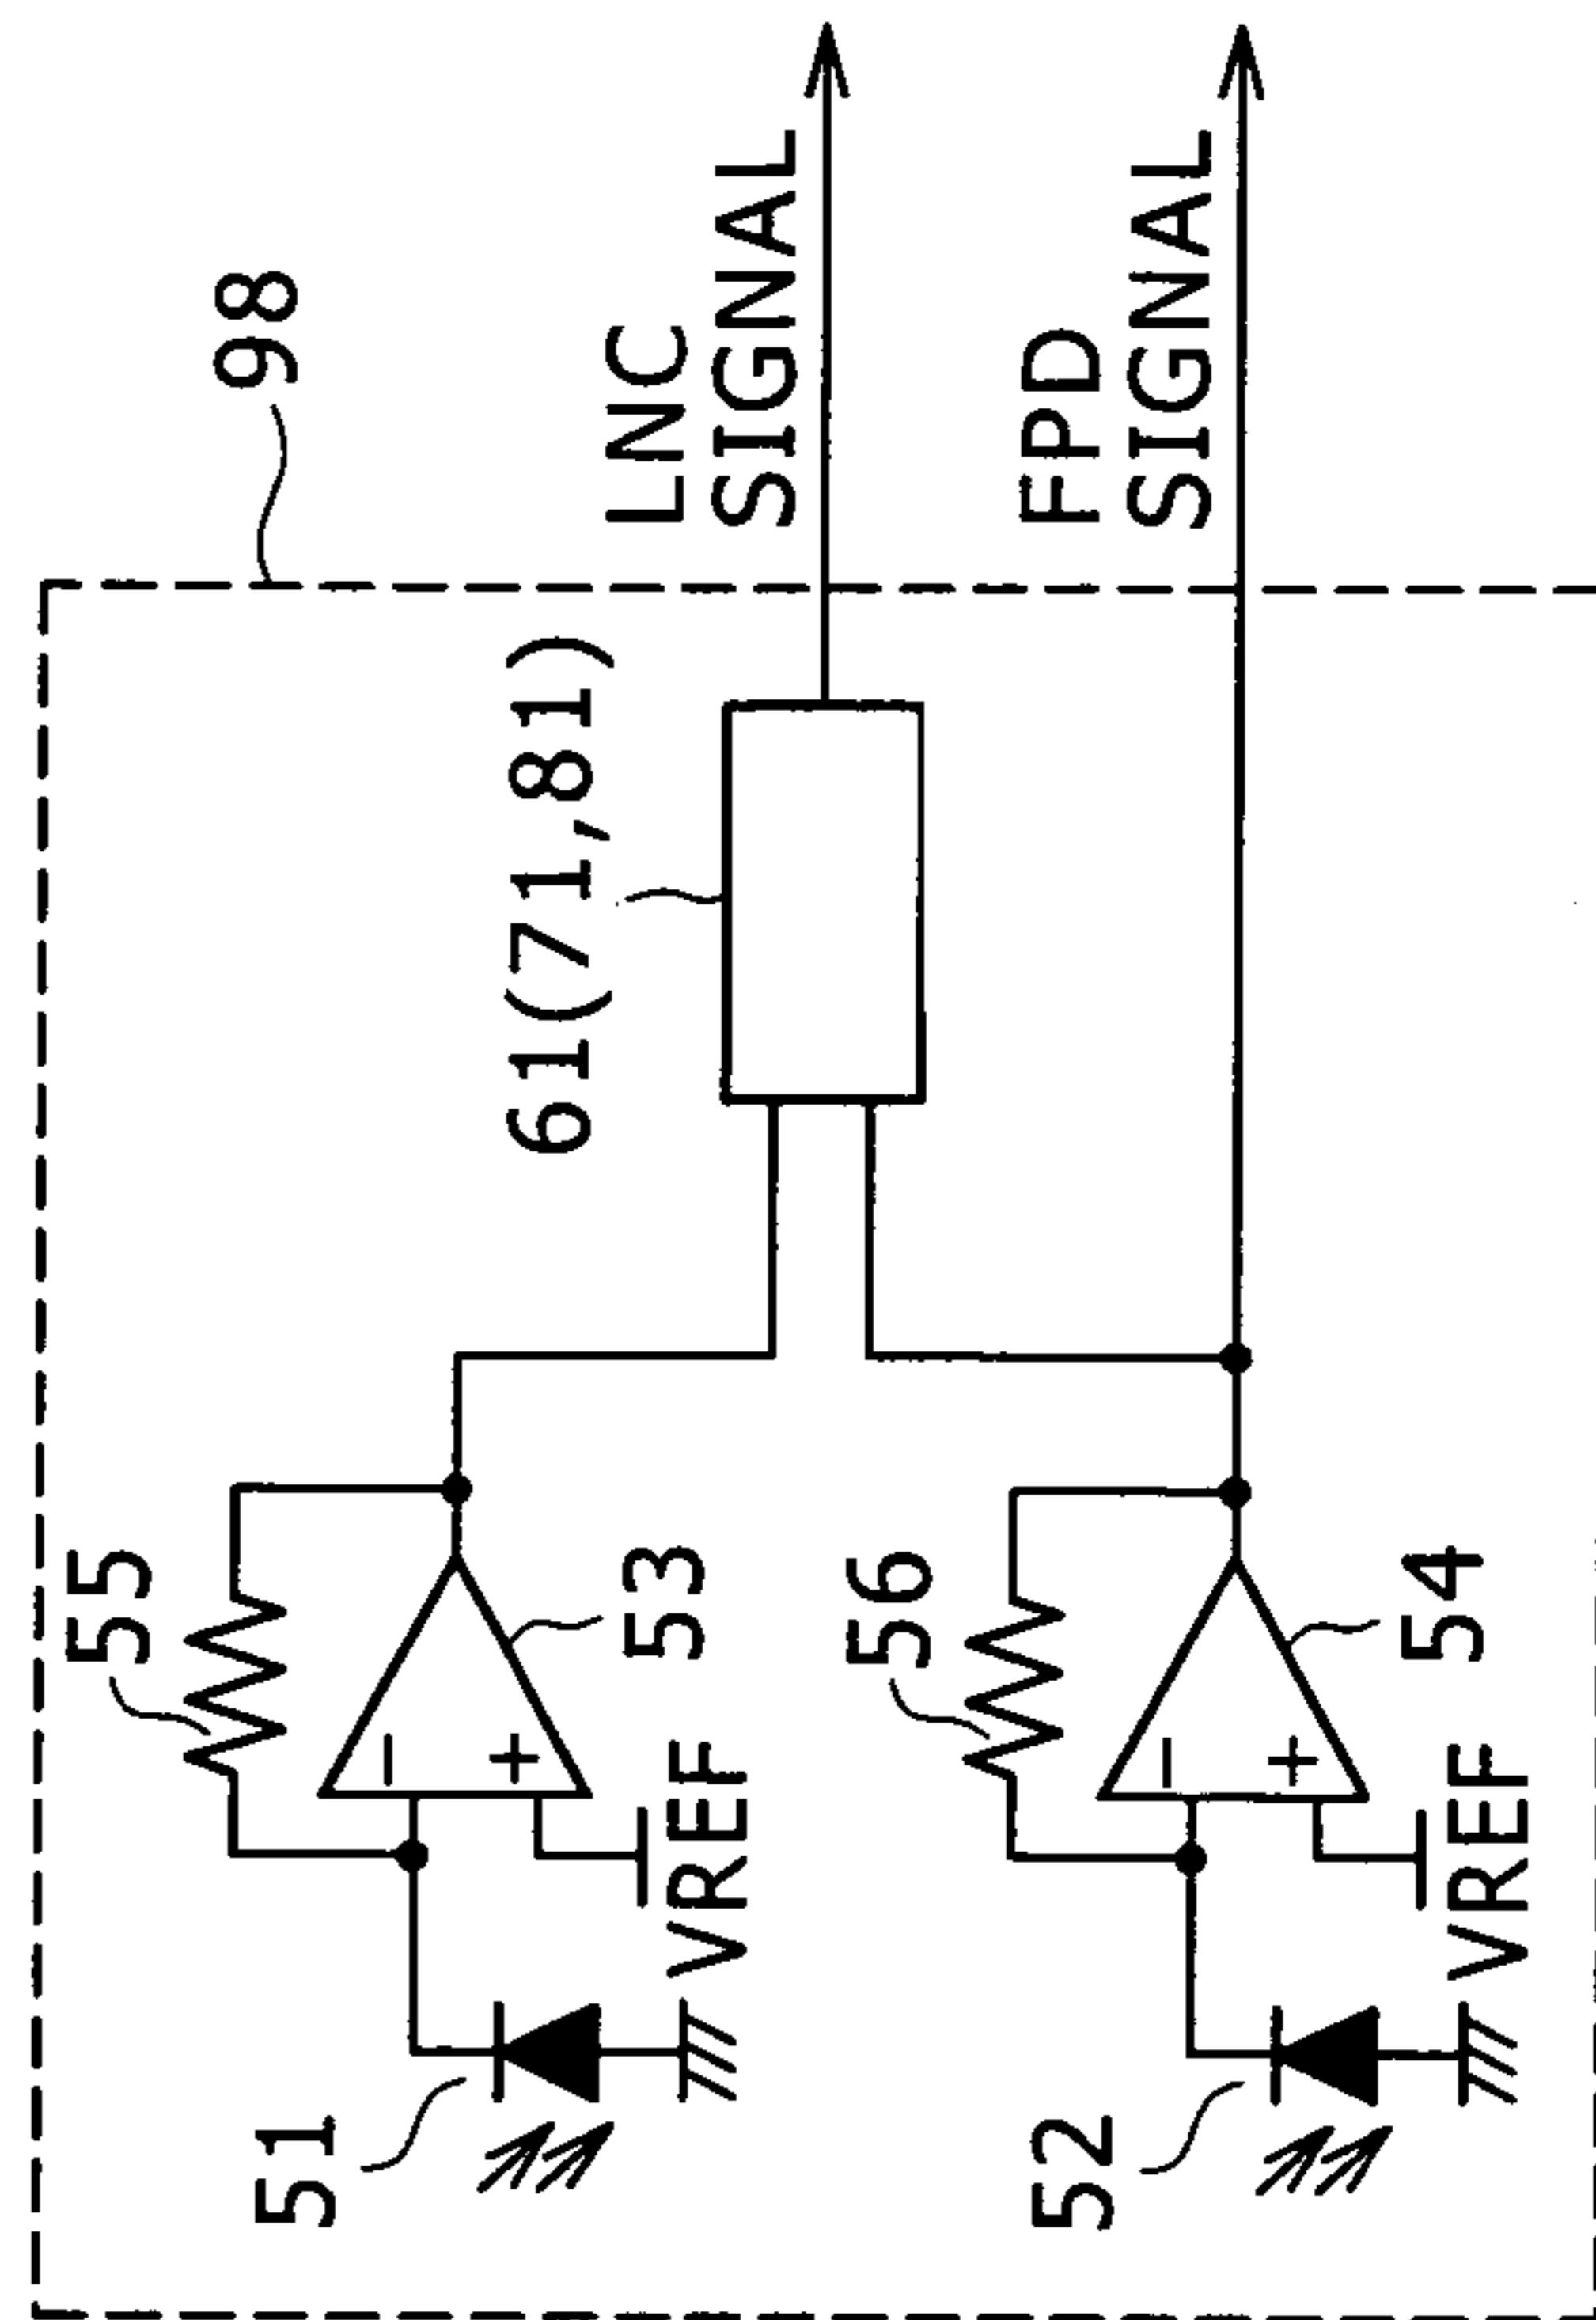 98
LNC
SIGNAL
FPD
SIGNAL
61(71,81)
55
53
56
54
VREF
VREF
51
52
−
+
−
+